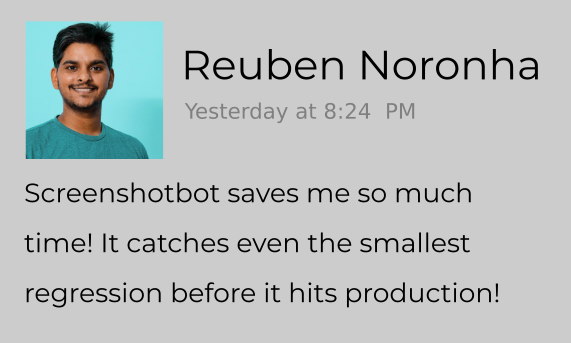 Reuben Noronha
Yesterday at 8:24 PM
Screenshotbot saves me so much
time! It catches even the smallest
regression before it hits production!